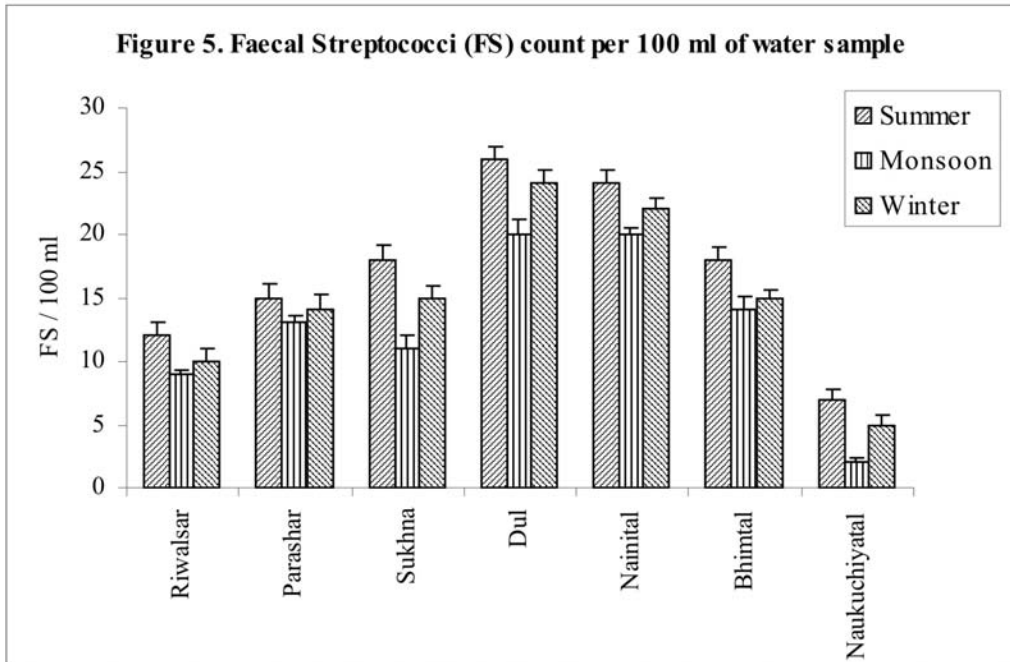 Figure 5. Faecal Streptococci (FS) count per 100 ml of water sample
Summer
Monsoon
Winter
FS / 100 ml
30
25
20
15
10
5
0
Riwalsar
Parashar
Sukhna
Dul
Nainital
Bhimtal
Naukuchiyatal